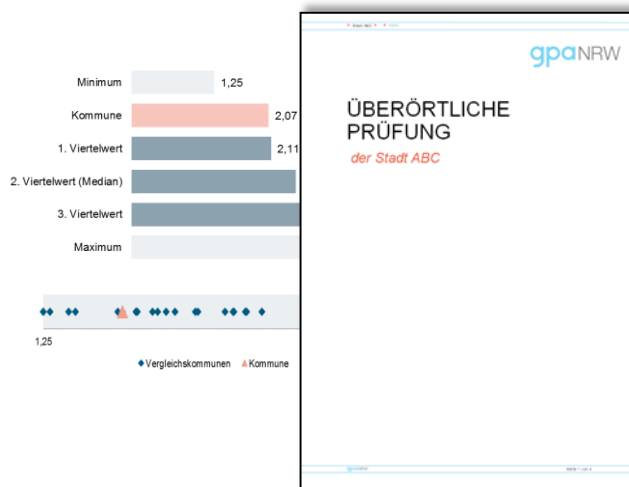 Minimum
1,25
Kommune
2,07
1. Viertelwert
2,11
2. Viertelwert (Median)
3. Viertelwert
Maximum
1,25
Vergleichskommunen
Kommune
gpaNRW
ÜBERÖRTLICHE
PRÜFUNG
der Stadt ABC